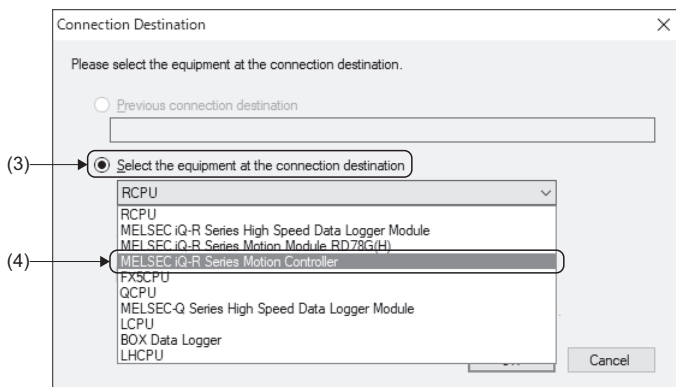 Connection Destination
Please select the equipment at the connection destination.
Previous connection destination
(3)
Select the equipment at the connection destination
RCPU
RCPU
MELSEC iQ-R Series High Speed Data Logger Module
MELSEC iQ-R Series Motion Module RD78G(H)
(4)
MELSEC iQ-R Series Motion Controller
FX5CPU
QCPU
MELSEC-Q Series High Speed Data Logger Module
LCPU
BOX Data Logger
LHCPU
Cancel